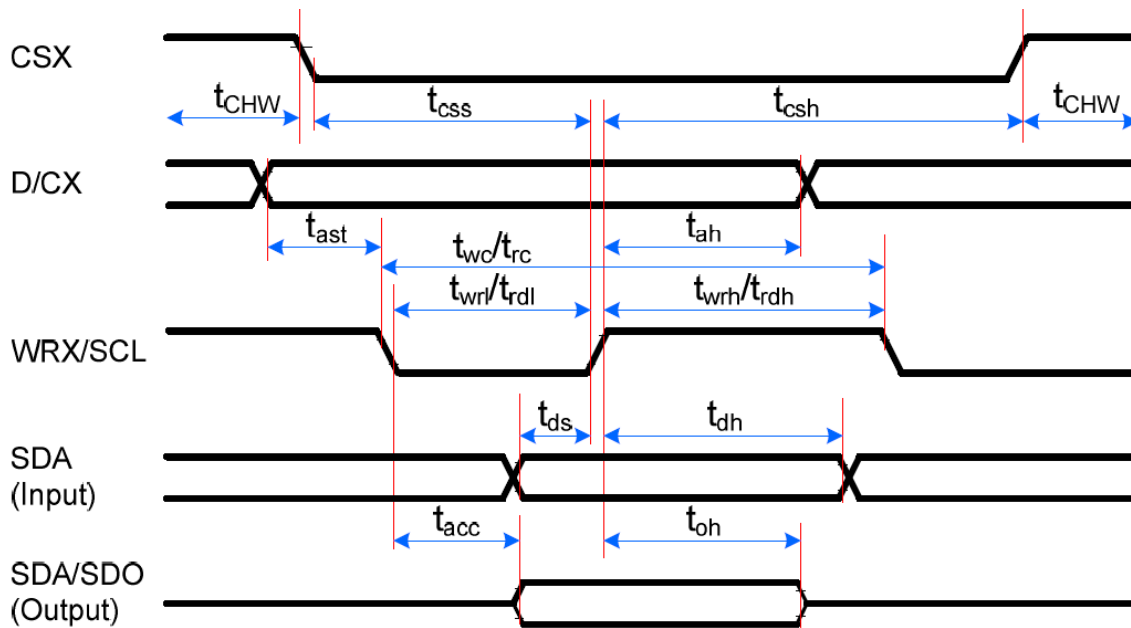 CSX
tCHW
tcss
tcsh
tCHW
D/CX
tast
tah
twc/trc
twrl/trdl
twrh/trdh
WRX/SCL
tds
tdh
SDA
(Input)
tacc
toh
SDA/SDO
(Output)